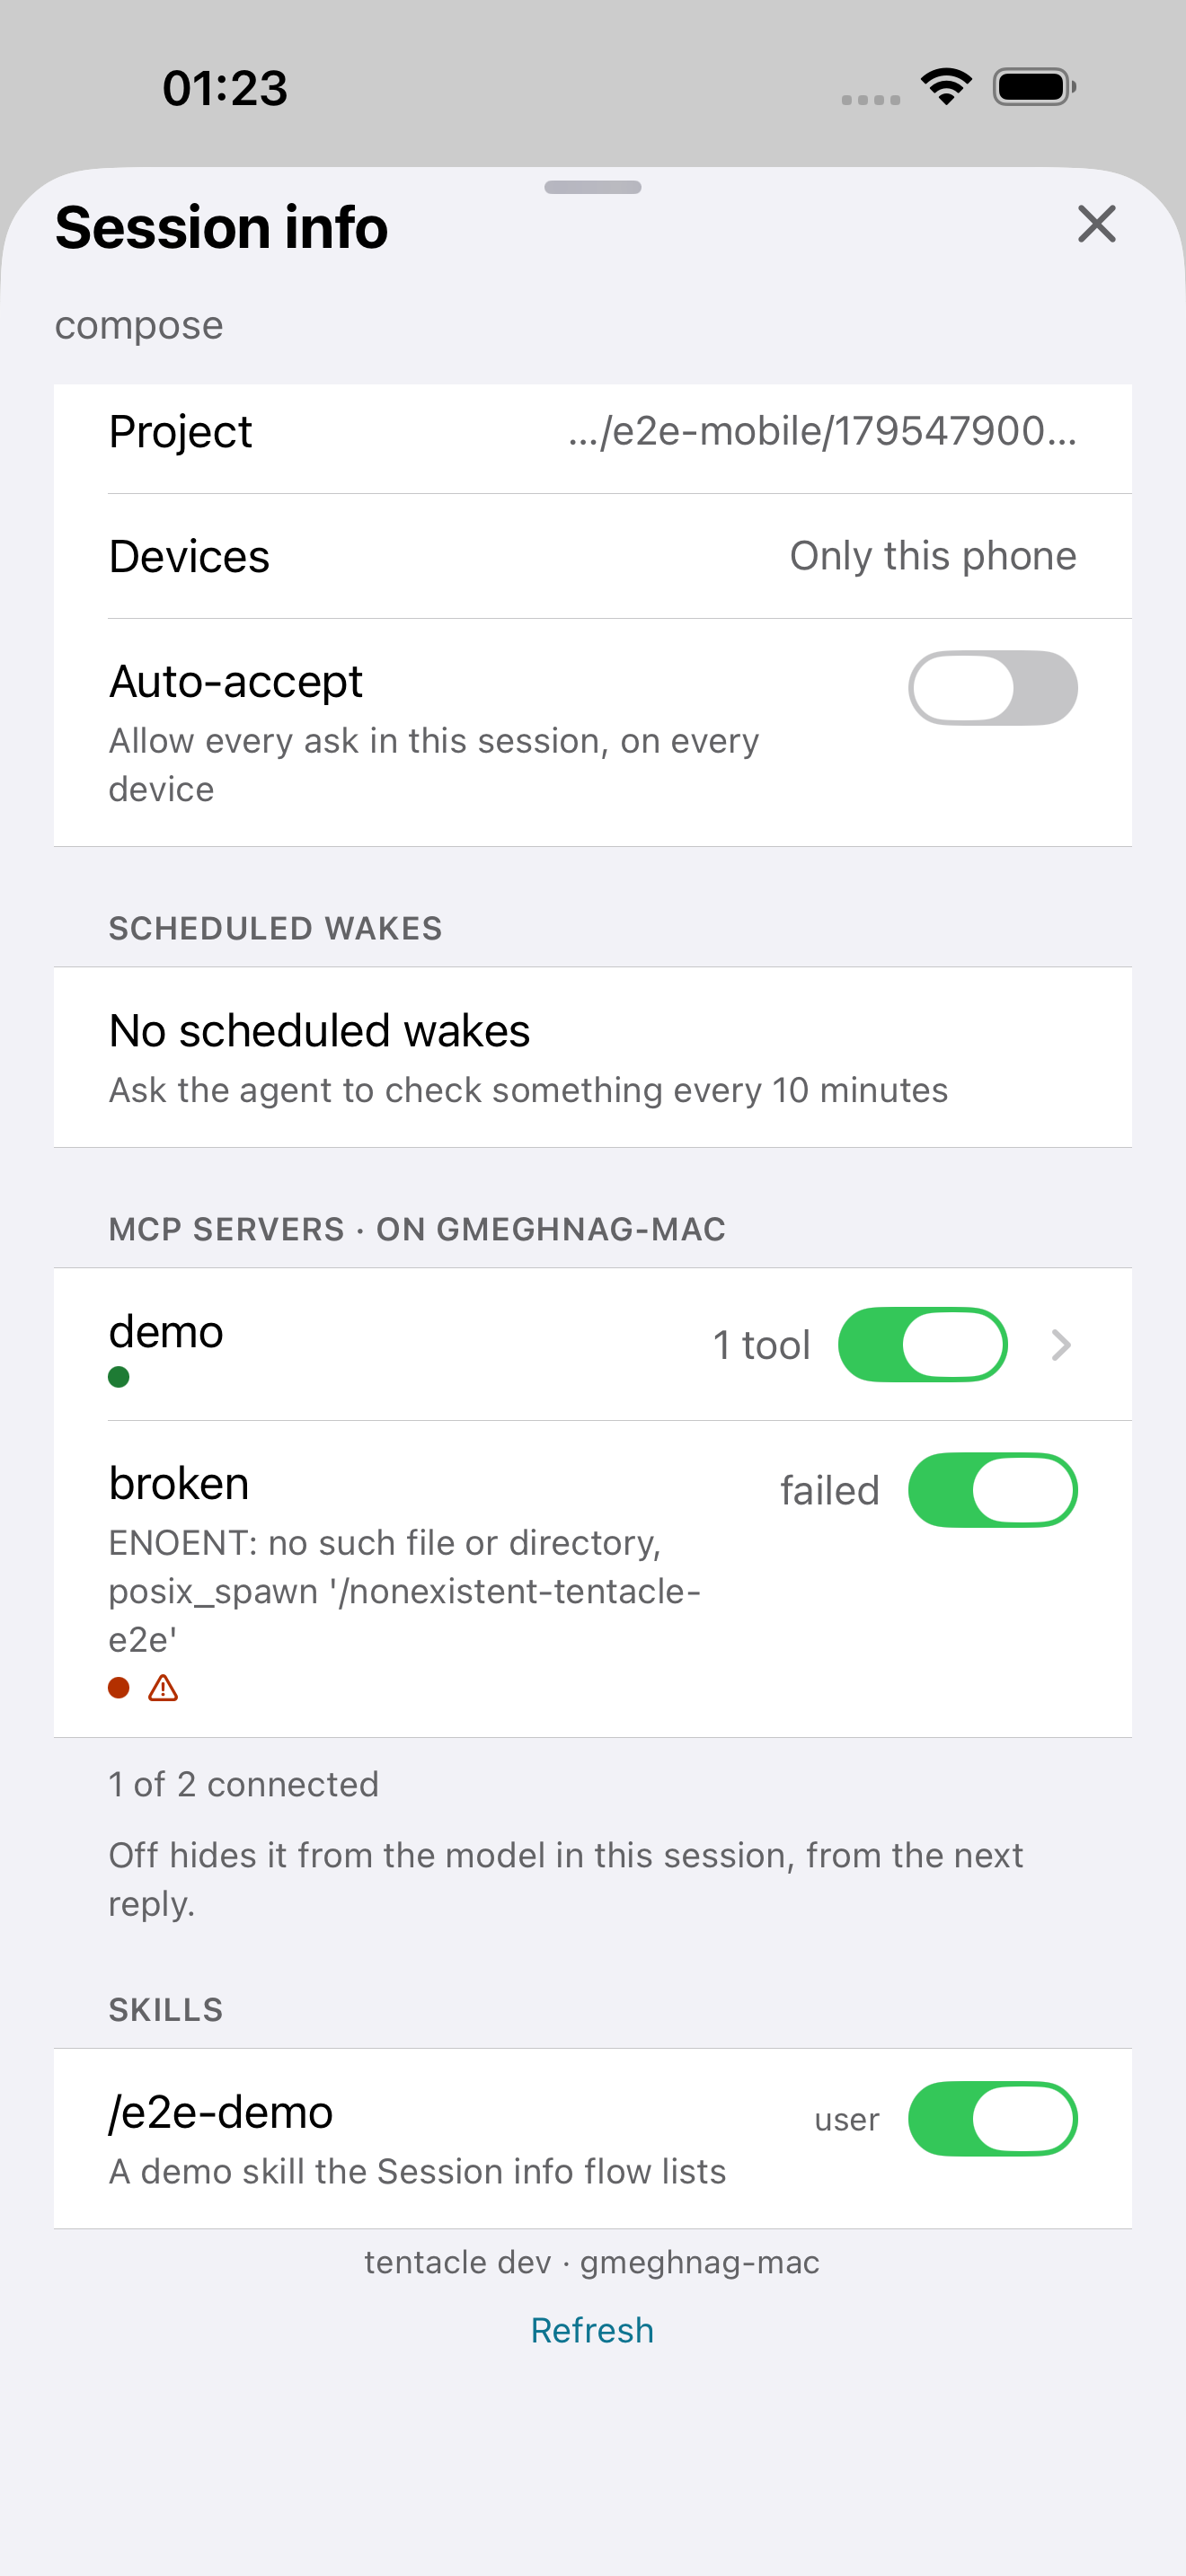 01:23
Session info
compose
Project
.../e2e-mobile/179547900...
Devices
Only this phone
Auto-accept
Allow every ask in this session, on every
device
SCHEDULED WAKES
No scheduled wakes
Ask the agent to check something every 10 minutes
MCP SERVERS · ON GMEGHNAG-MAC
demo
1 tool
broken
failed
ENOENT: no such file or directory,
posix_spawn '/nonexistent-tentacle-
e2e'
1 of 2 connected
Off hides it from the model in this session, from the next
reply.
SKILLS
/e2e-demo
user
A demo skill the Session info flow lists
tentacle dev · gmeghnag-mac
Refresh